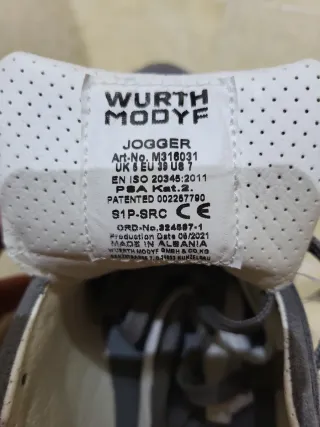 WURTH
MODYF
JOGGER
Art-No. M316031
UK 6 EU 39 US 7
EN ISO 20345:2011
PSA Kat.2.
PATENTED 002257790
S1P-SRC CE
ORD-No.324587-1
Production Date 06/2021
MADE IN ALBANIA
WURTH MODYF GMBH & CO.KG